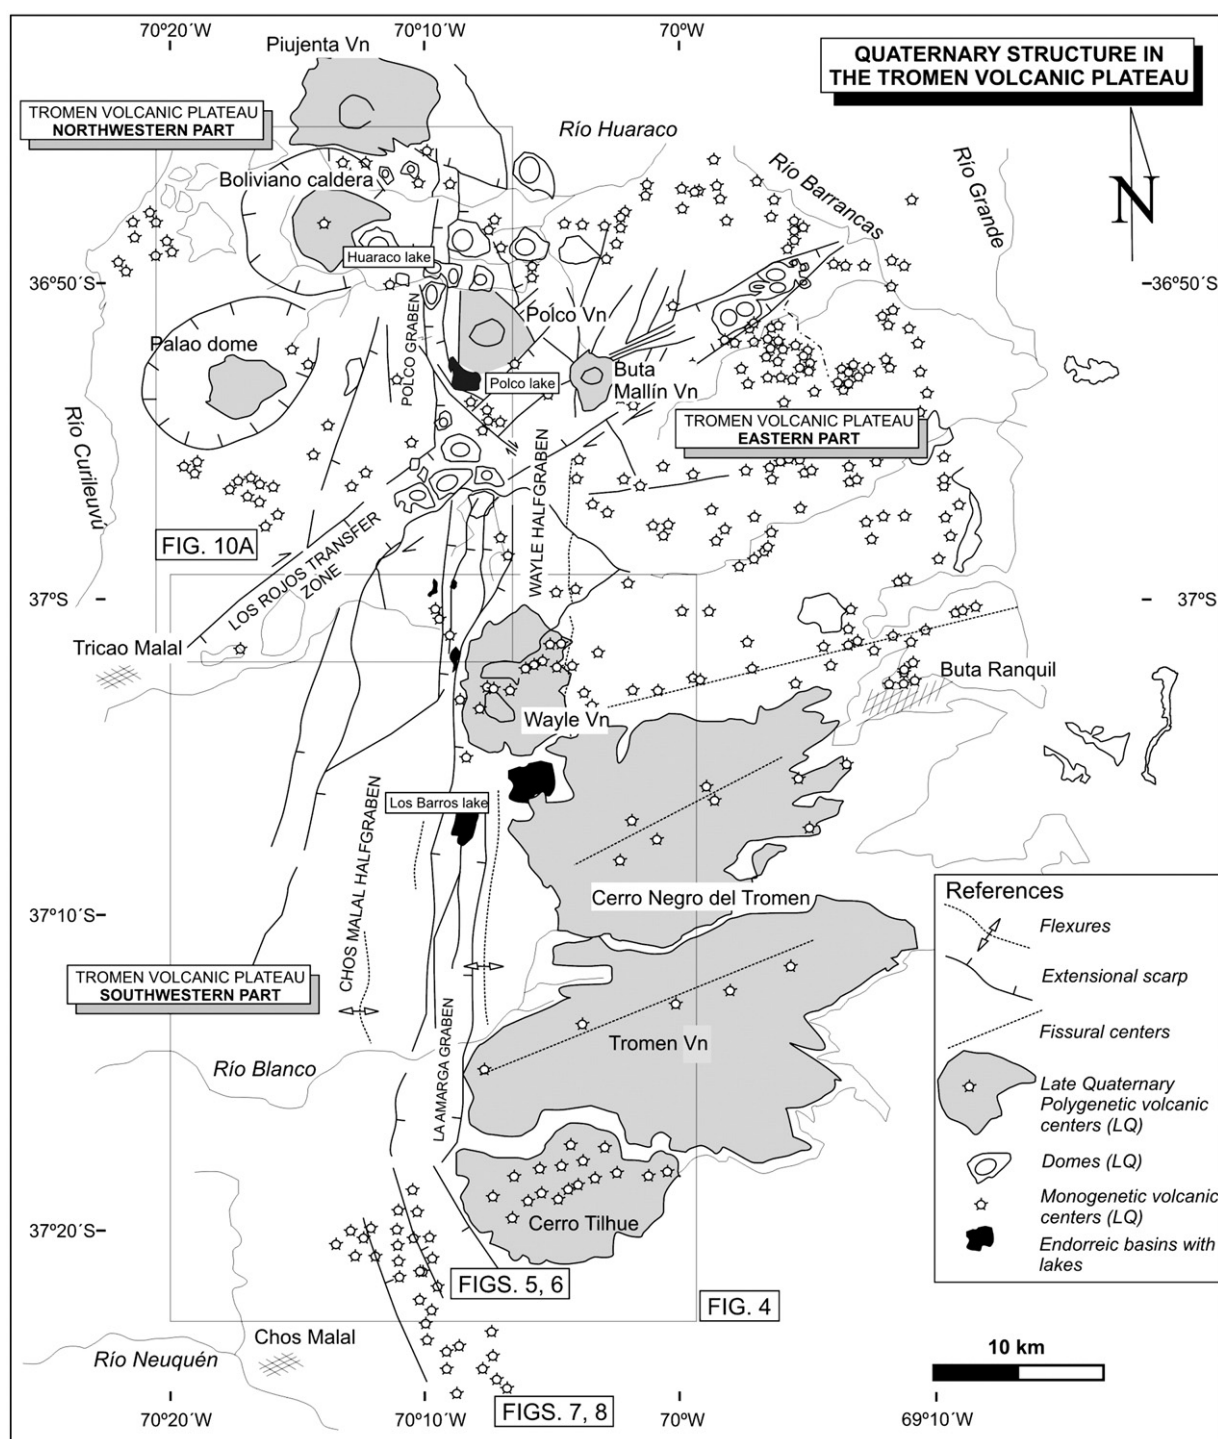 70º20´W
70º10´W
70ºW
Piujenta Vn
QUATERNARY STRUCTURE IN
THE TROMEN VOLCANIC PLATEAU
TROMEN VOLCANIC PLATEAU
NORTHWESTERN PART
Río Huaraco
Río Barrancas
Río Grande
N
Boliviano caldera
Huaraco lake
36º50´S
36º50´S
POLCO GRABEN
Polco Vn
Palao dome
Polco lake
Buta
Mallín Vn
Río Curileuvú
TROMEN VOLCANIC PLATEAU
EASTERN PART
WAYLE HALFGRABEN
FIG. 10A
LOS ROJOS TRANSFER
ZONE
37ºS
37ºS
Tricao Malal
Buta Ranquil
Wayle Vn
CHOS MALAL HALFGRABEN
Los Barros lake
Cerro Negro del Tromen
37º10´S
TROMEN VOLCANIC PLATEAU
SOUTHWESTERN PART
References
Flexures
Extensional scarp
Fissural centers
Late Quaternary
Polygenetic volcanic
centers (LQ)
Domes (LQ)
Monogenetic volcanic
centers (LQ)
Endorreic basins with
lakes
Tromen Vn
Río Blanco
LA AMARGA GRABEN
37º20´S
Cerro Tilhue
FIGS. 5, 6
FIG. 4
Chos Malal
Río Neuquén
10 km
FIGS. 7, 8
70º20´W
70º10´W
70ºW
69º10´W